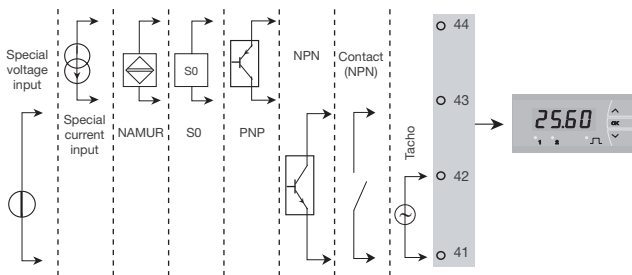 Special
voltage
input
Special
current
input
NAMUR
S0
S0
PNP
NPN
Contact
(NPN)
Tacho
44
43
42
41
25.60
OK
1 2